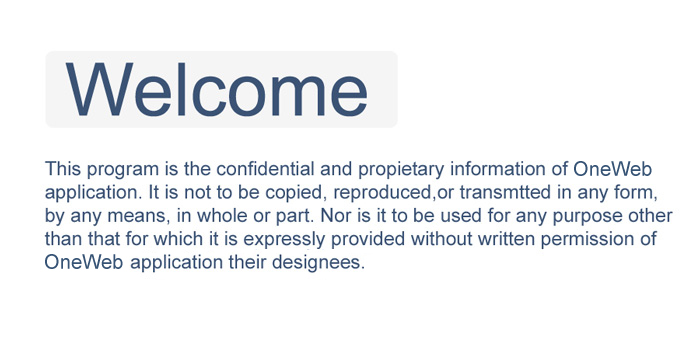 Welcome
This program is the confidential and propietary information of OneWeb
application. It is not to be copied, reproduced,or transmtted in any form,
by any means, in whole or part. Nor is it to be used for any purpose other
than that for which it is expressly provided without written permission of
OneWeb application their designees.